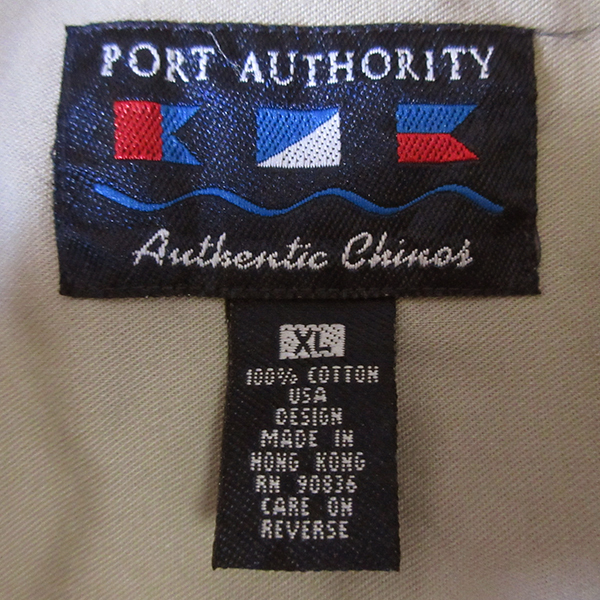 PORT AUTHORITY
Authentic Chinos
XL
100% COTTON
USA
DESIGN
MADE IN
HONG KONG
RN 90836
CARE ON
REVERSE